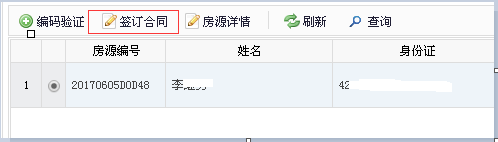 编码验证 签订合同 房源详情 刷新 查询
房源编号 姓名 身份证
1 20170605D0D48 李 42